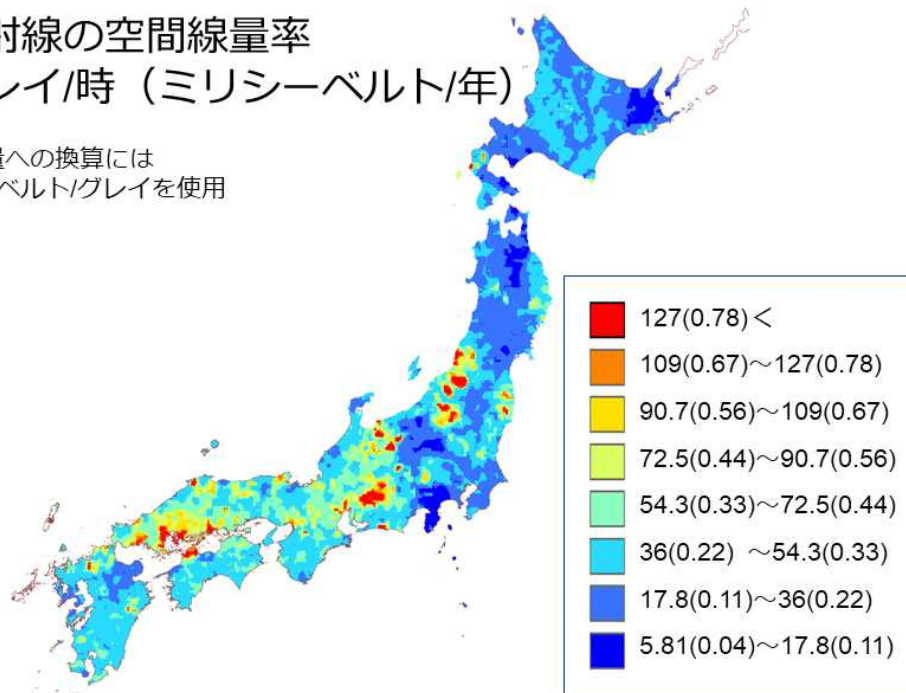 射線の空間線量率
レイ/時（ミリシーベルト/年）
量への換算には
ベルト/グレイを使用
127(0.78)＜
109(0.67)～127(0.78)
90.7(0.56)～109(0.67)
72.5(0.44)～90.7(0.56)
54.3(0.33)～72.5(0.44)
36(0.22) ～54.3(0.33)
17.8(0.11)～36(0.22)
5.81(0.04)～17.8(0.11)